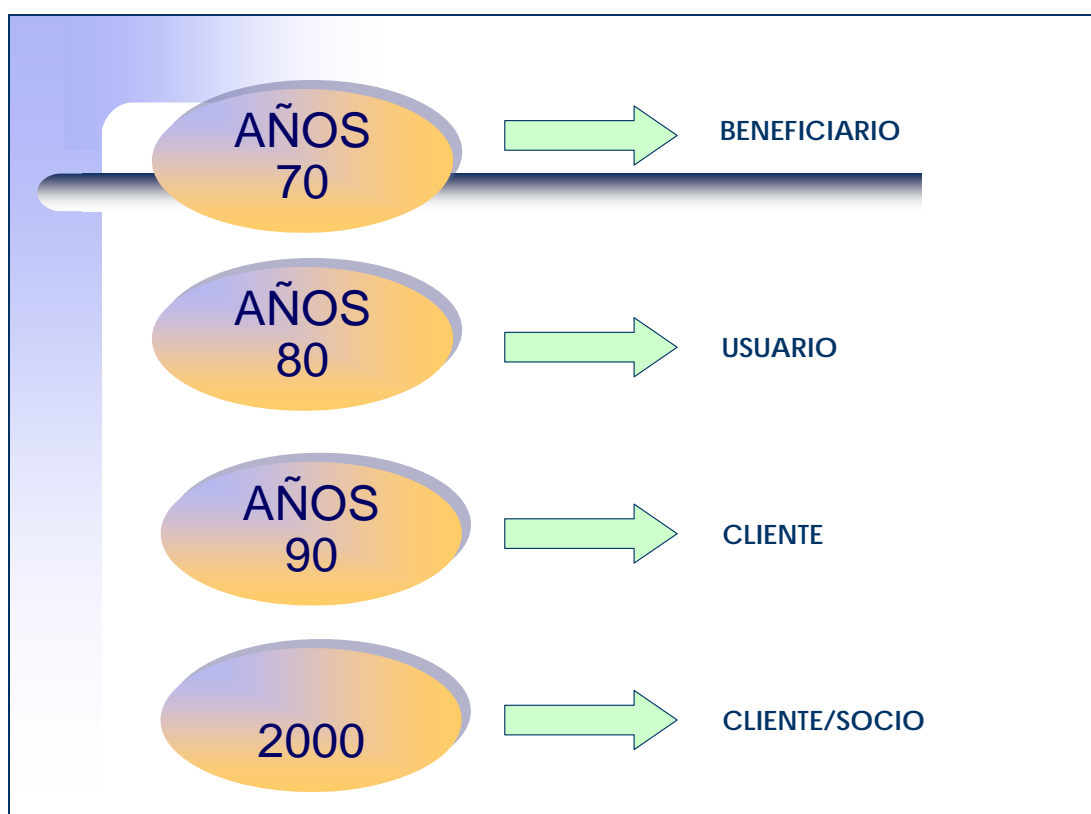 AÑOS
70
BENEFICIARIO
AÑOS
80
USUARIO
AÑOS
90
CLIENTE
2000
CLIENTE/SOCIO